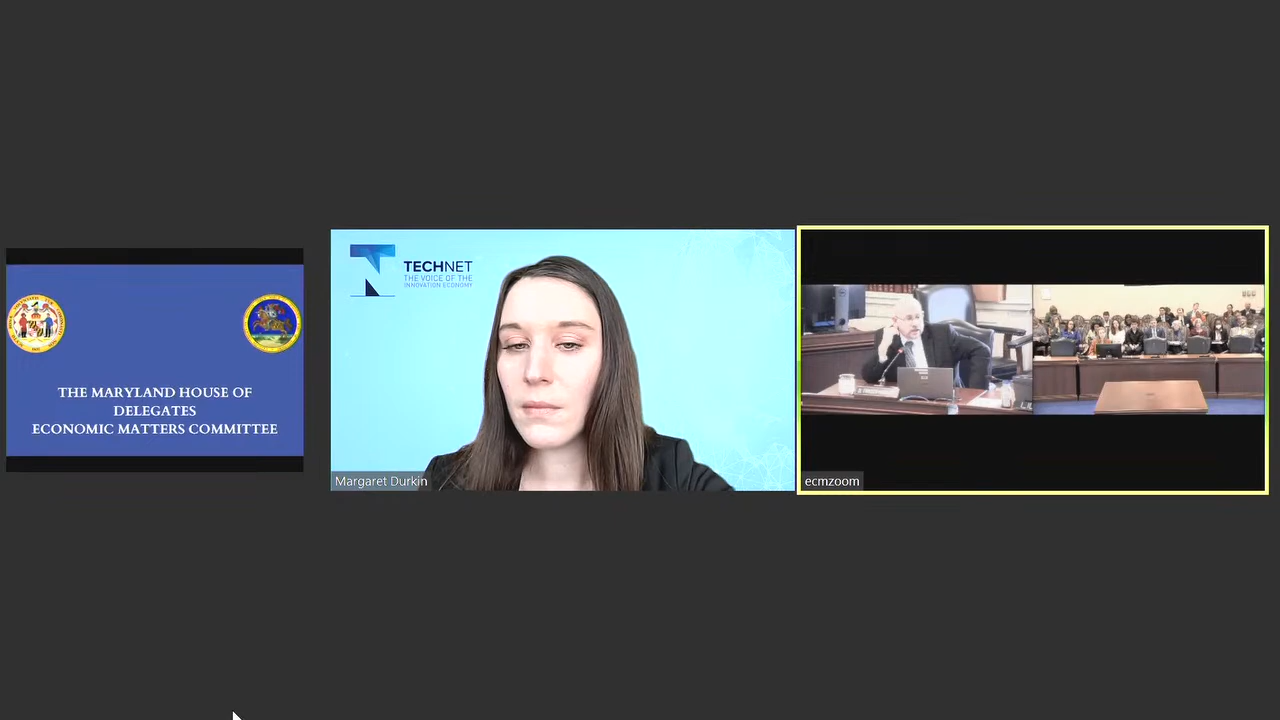 THE MARYLAND HOUSE OF
DELEGATES
ECONOMIC MATTERS COMMITTEE
TECHNET
THE VOICE OF THE
INNOVATION ECONOMY
Margaret Durkin
ecmzoom